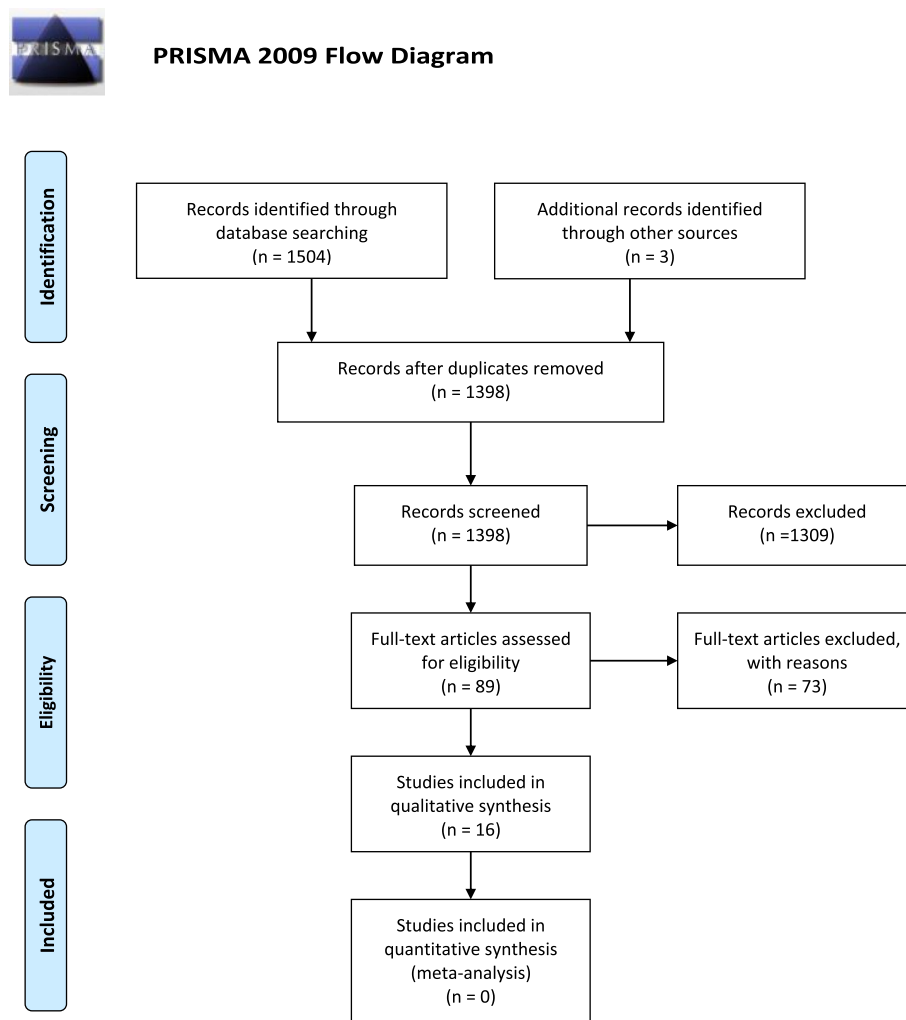 PRISMA
PRISMA 2009 Flow Diagram
Identification
Records identified through
database searching
(n = 1504)
Additional records identified
through other sources
(n = 3)
Records after duplicates removed
(n = 1398)
Screening
Records screened
(n = 1398)
Records excluded
(n =1309)
Eligibility
Full-text articles assessed
for eligibility
(n = 89)
Full-text articles excluded,
with reasons
(n = 73)
Studies included in
qualitative synthesis
(n = 16)
Included
Studies included in
quantitative synthesis
(meta-analysis)
(n = 0)